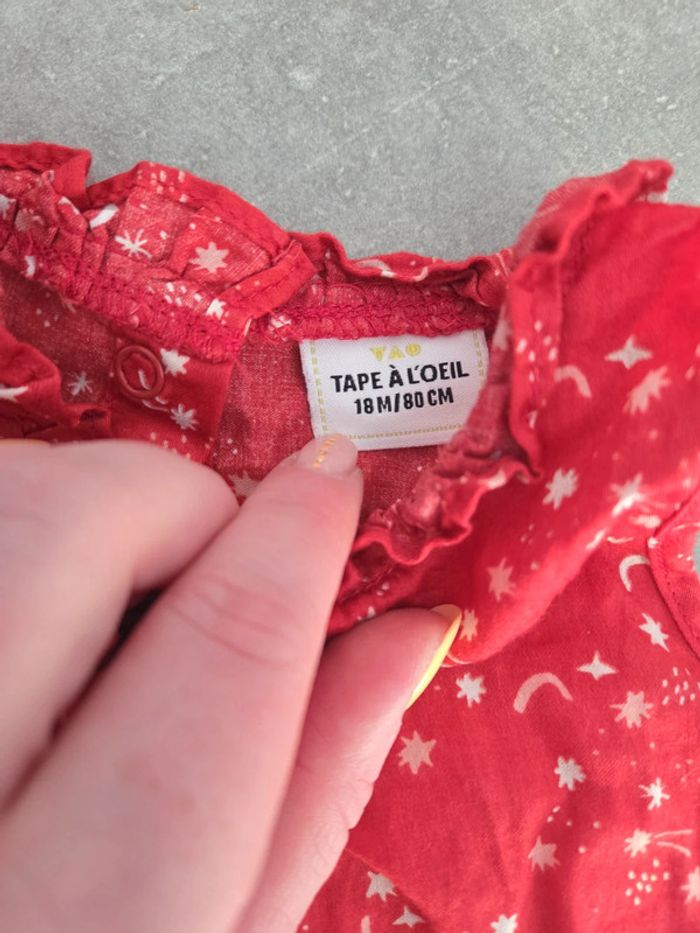 TAO
TAPE À L'OEIL
18M/80CM